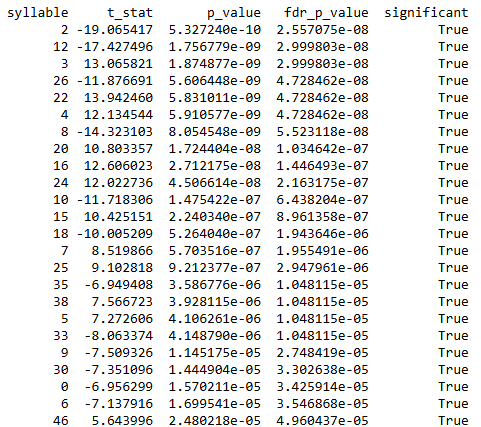 syllable t_stat p_value fdr_p_value significant
2 -19.065417 5.327240e-10 2.557075e-08 True
12 -17.427496 1.756779e-09 2.999803e-08 True
3 13.065821 1.874877e-09 2.999803e-08 True
26 -11.876691 5.606448e-09 4.728462e-08 True
22 13.942460 5.831011e-09 4.728462e-08 True
4 12.134544 5.910577e-09 4.728462e-08 True
8 -14.323103 8.054548e-09 5.523118e-08 True
20 10.803357 1.724404e-08 1.034642e-07 True
16 12.606023 2.712175e-08 1.446493e-07 True
24 12.022736 4.506614e-08 2.163175e-07 True
10 -11.718306 1.475422e-07 6.438204e-07 True
15 10.425151 2.240340e-07 8.961358e-07 True
18 -10.005209 5.264040e-07 1.943646e-06 True
7 8.519866 5.703516e-07 1.955491e-06 True
25 9.102818 9.212377e-07 2.947961e-06 True
35 -6.949408 3.586776e-06 1.048115e-05 True
38 7.566723 3.928115e-06 1.048115e-05 True
5 7.272606 4.106261e-06 1.048115e-05 True
33 -8.063374 4.148790e-06 1.048115e-05 True
9 -7.509326 1.145175e-05 2.748419e-05 True
30 -7.351096 1.444904e-05 3.302638e-05 True
0 -6.956299 1.570211e-05 3.425914e-05 True
6 -7.137916 1.699541e-05 3.546868e-05 True
46 5.643996 2.480218e-05 4.960437e-05 True